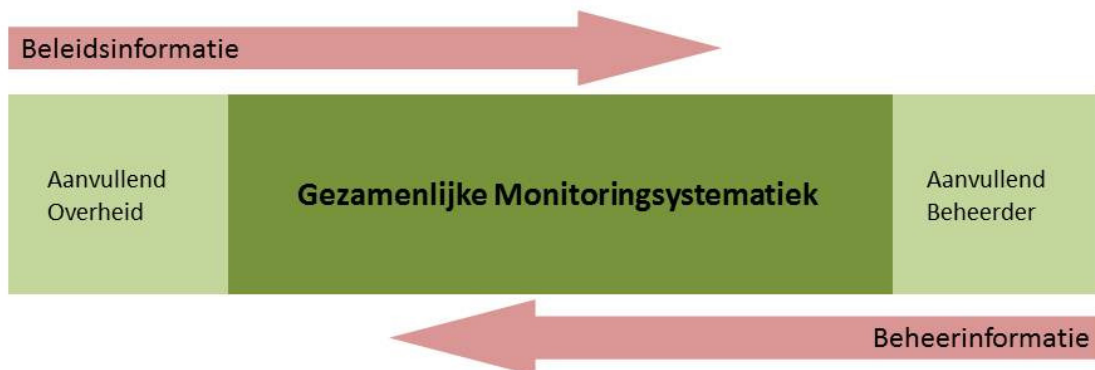 Beleidsinformatie
Aanvullend
Overheid
Gezamenlijke Monitoringsystematiek
Aanvullend
Beheerder
Beheerinformatie